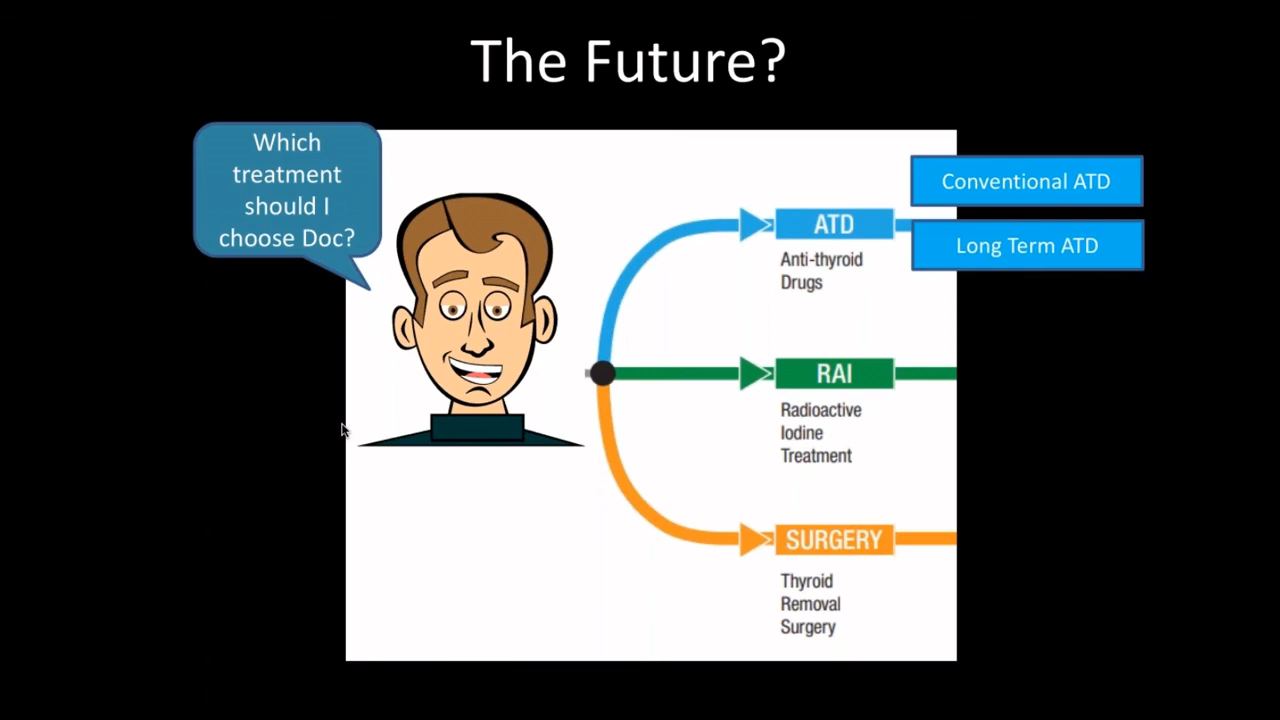 The Future?
Which
treatment
should I
choose Doc?
Conventional ATD
Long Term ATD
ATD
Anti-thyroid
Drugs
RAI
Radioactive
Iodine
Treatment
SURGERY
Thyroid
Removal
Surgery